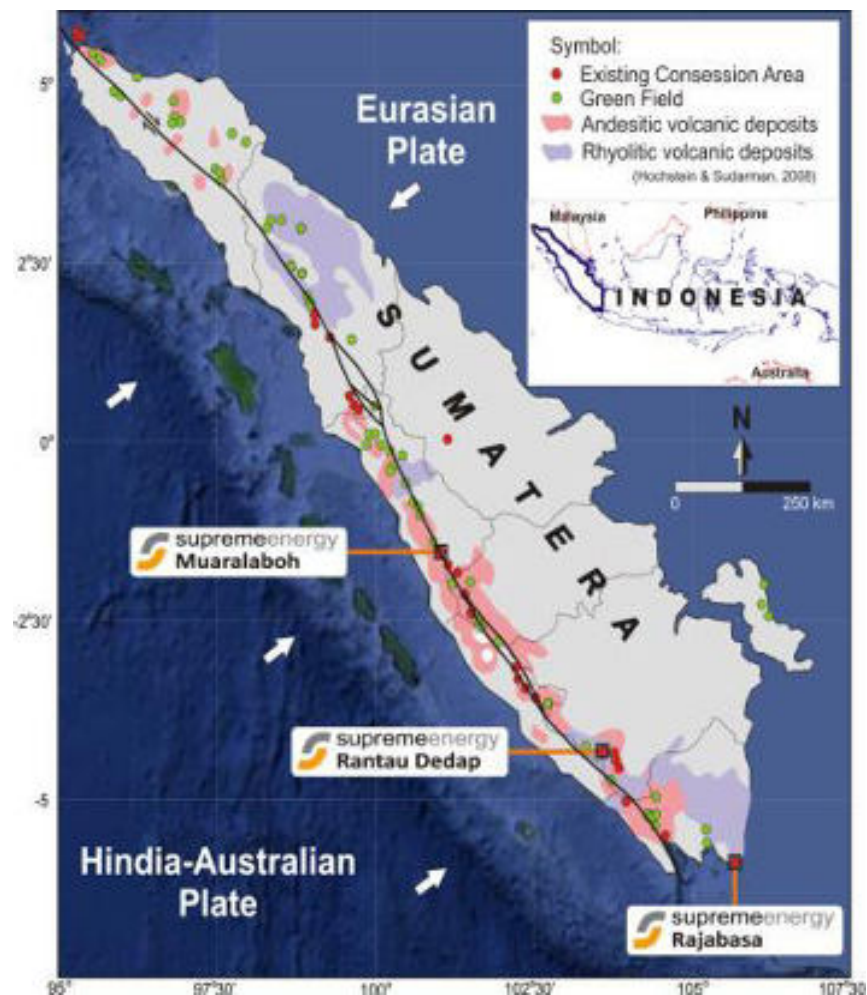 Symbol:
Existing Consession Area
Green Field
Andesitic volcanic deposits
Rhyolitic volcanic deposits
(Hochstein & Sudarman, 2008)
Malaysia
Philippine
INDONESIA
Australia
N
0 250 km
Eurasian
Plate
SUMATERA
supremeenergy
Muaralaboh
supremeenergy
Rantau Dedap
supremeenergy
Rajabasa
Hindia-Australian
Plate
5°
2°30'
0°
-2°30'
-5°
95° 97°30' 100° 102°30' 105° 107°30'